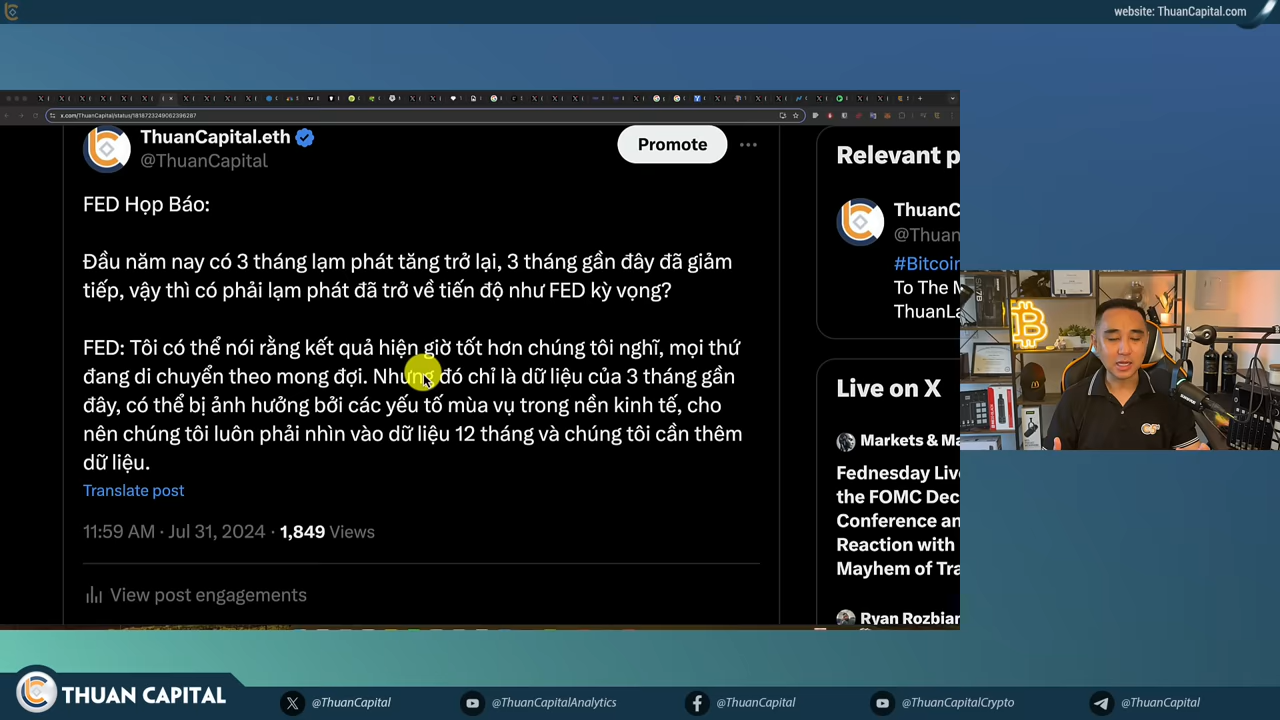 website: ThuanCapital.com
x.com/ThuanCapital/status/1818723249062396287
ThuanCapital.eth
@ThuanCapital
Promote
FED Họp Báo:
Đầu năm nay có 3 tháng lạm phát tăng trở lại, 3 tháng gần đây đã giảm
tiếp, vậy thì có phải lạm phát đã trở về tiến độ như FED kỳ vọng?
FED: Tôi có thể nói rằng kết quả hiện giờ tốt hơn chúng tôi nghĩ, mọi thứ
đang di chuyển theo mong đợi. Nhưng đó chỉ là dữ liệu của 3 tháng gần
đây, có thể bị ảnh hưởng bởi các yếu tố mùa vụ trong nền kinh tế, cho
nên chúng tôi luôn phải nhìn vào dữ liệu 12 tháng và chúng tôi cần thêm
dữ liệu.
Translate post
11:59 AM · Jul 31, 2024 · 1,849 Views
View post engagements
Relevant p
ThuanC
@Thuan
#Bitcoin
To The M
ThuanLa
Live on X
Markets & Ma
Fednesday Live
the FOMC Dec
Conference an
Reaction with
Mayhem of Tra
Ryan Rozbian
THUAN CAPITAL
@ThuanCapital
@ThuanCapitalAnalytics
@ThuanCapital
@ThuanCapitalCrypto
@ThuanCapital